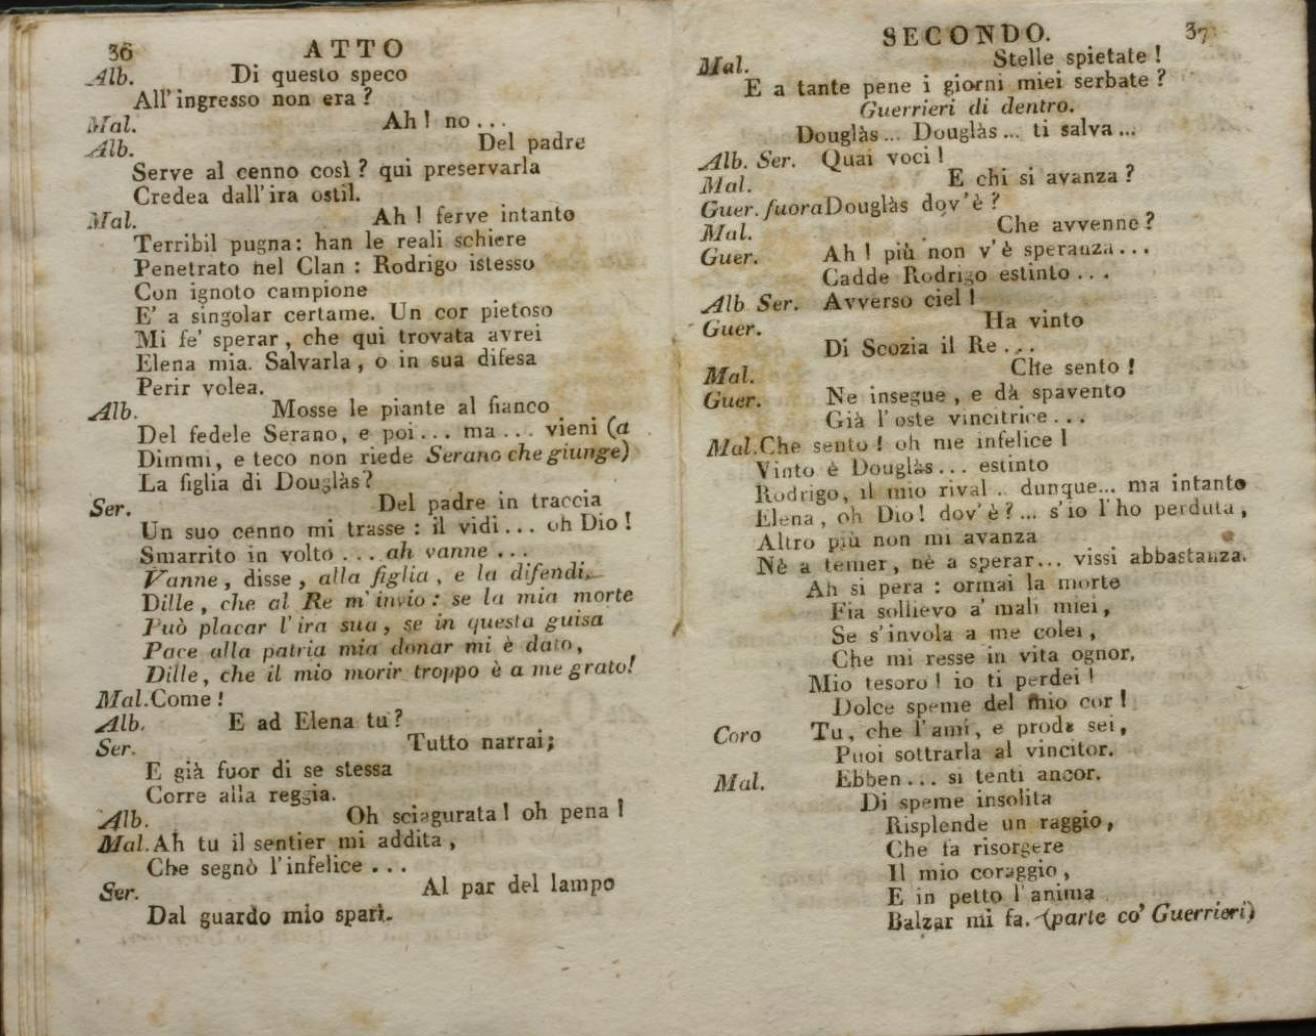 36 ATTO
Alb. Di questo speco
All' ingresso non era?
Mal. Ah! no...
Alb. Del padre
Serve al cenno così? qui preservarla
Credea dall' ira ostil.
Mal. Ah! ferve intanto
Terribil pugna: han le reali schiere
Penetrato nel Clan: Rodrigo istesso
Con ignoto campione
E' a singolar certame. Un cor pietoso
Mi fe' sperar, che qui trovata avrei
Elena mia. Salvarla, o in sua difesa
Perir volea.
Alb. Mosse le piante al fianco
Del fedele Serano, e poi... ma... vieni (a
Dimmi, e teco non riede Serano che giunge)
La figlia di Douglàs?
Ser. Del padre in traccia
Un suo cenno mi trasse: il vidi... oh Dio!
Smarrito in volto... ah vanne...
Vanne, disse, alla figlia, e la difendi.
Dille, che al Re m' invio: se la mia morte
Può placar l' ira sua, se in questa guisa
Pace alla patria mia donar mi è dato,
Dille, che il mio morir troppo è a me grato!
Mal. Come!
Alb. E ad Elena tu?
Ser. Tutto narrai;
E già fuor di se stessa
Corre alla reggia.
Alb. Oh sciagurata! oh pena!
Mal. Ah tu il sentier mi addita,
Che segnò l' infelice...
Ser. Al par del lampo
Dal guardo mio sparì.
SECONDO. 37
Mal. Stelle spietate!
E a tante pene i giorni miei serbate?
Guerrieri di dentro.
Douglàs... Douglàs... ti salva...
Alb. Ser. Quai voci!
Mal. E chi si avanza?
Guer. fuora Douglàs dov' è?
Mal. Che avvenne?
Guer. Ah! più non v' è speranza...
Cadde Rodrigo estinto...
Alb Ser. Avverso ciel!
Guer. Ha vinto
Di Scozia il Re...
Mal. Che sento!
Guer. Ne insegue, e dà spavento
Già l' oste vincitrice...
Mal. Che sento! oh me infelice!
Vinto è Douglàs... estinto
Rodrigo, il mio rival.. dunque... ma intanto
Elena, oh Dio! dov' è?... s' io l' ho perduta,
Altro più non mi avanza
Nè a temer, nè a sperar... vissi abbastanza.
Ah si pera: ormai la morte
Fia sollievo a' mali miei,
Se s' invola a me colei,
Che mi resse in vita ognor.
Mio tesoro! io ti perdei!
Dolce speme del mio cor!
Coro Tu, che l' ami, e prode sei,
Puoi sottrarla al vincitor.
Mal. Ebben... si tenti ancor.
Di speme insolita
Risplende un raggio,
Che fa risorgere
Il mio coraggio,
E in petto l' anima
Balzar mi fa. (parte co' Guerrieri)